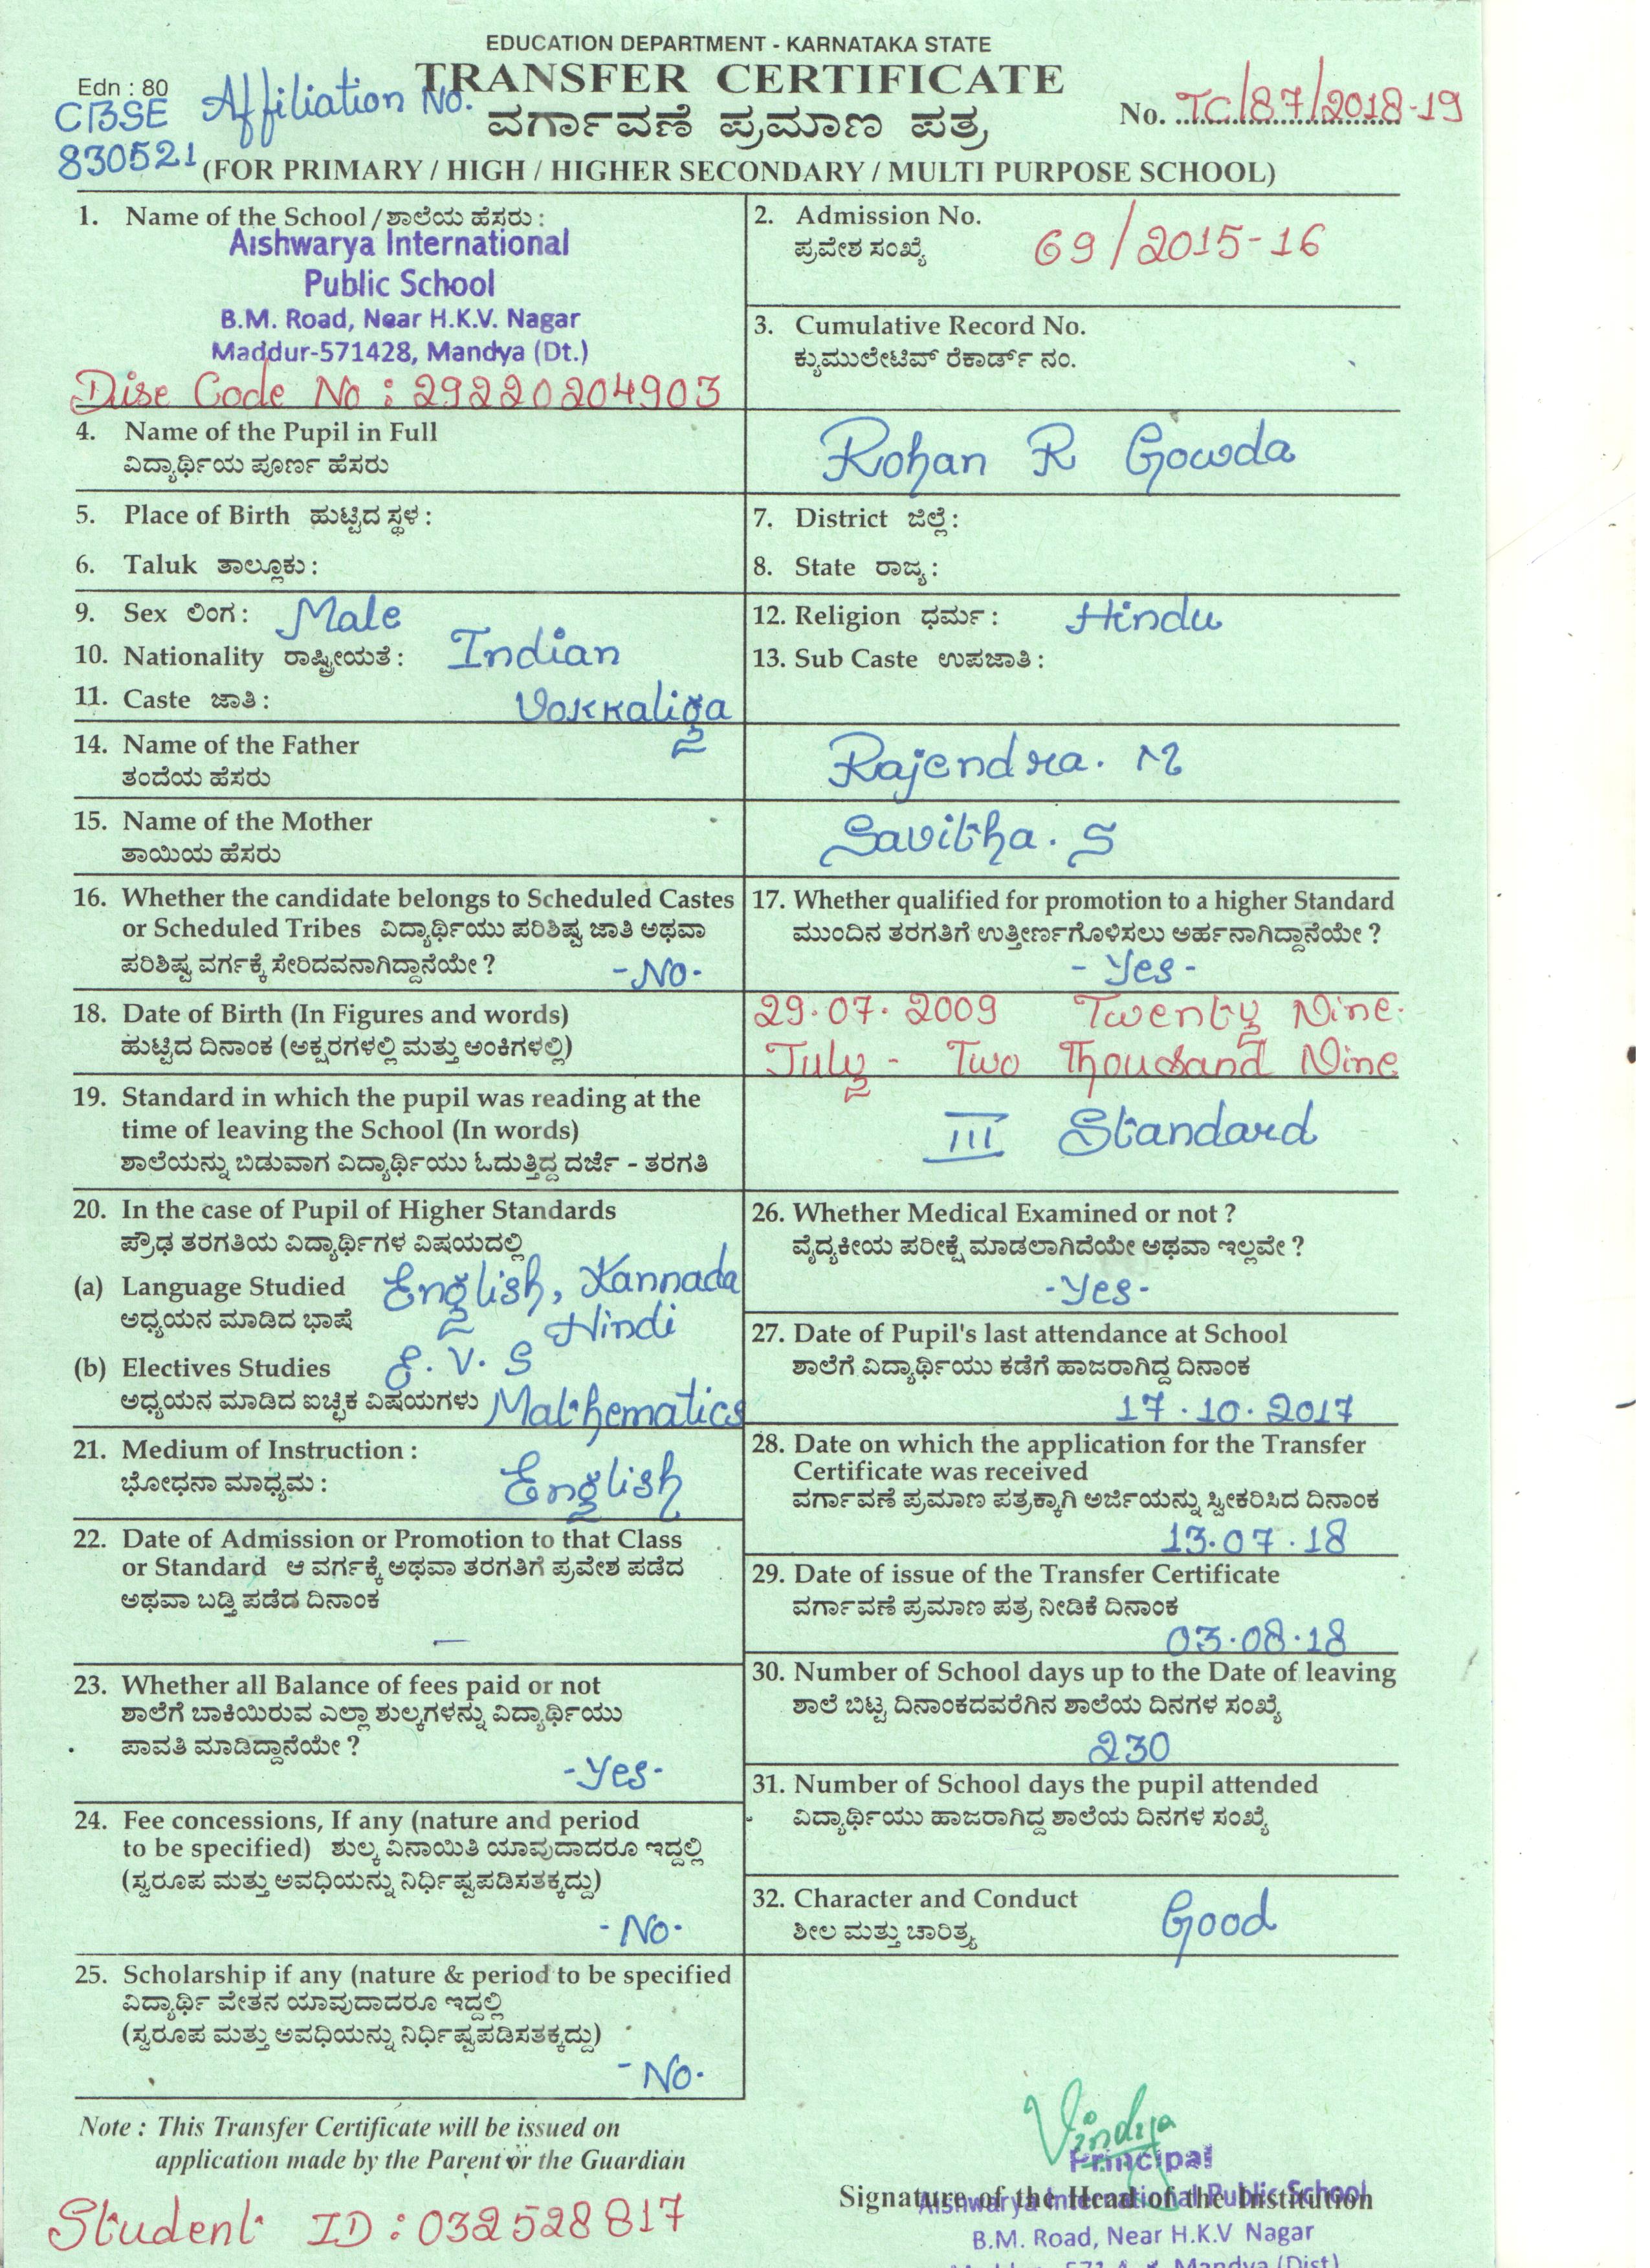 EDUCATION DEPARTMENT - KARNATAKA STATE
Edn : 80
TRANSFER CERTIFICATE
CBSE Affiliation No.
830521
ವರ್ಗಾವಣೆ ಪ್ರಮಾಣ ಪತ್ರ
No. TC/87/2018-19
(FOR PRIMARY / HIGH / HIGHER SECONDARY / MULTI PURPOSE SCHOOL)
1. Name of the School / ಶಾಲೆಯ ಹೆಸರು :
Aishwarya International
Public School
B.M. Road, Near H.K.V. Nagar
Maddur-571428, Mandya (Dt.)
Dise Code No : 29220204903
2. Admission No.
ಪ್ರವೇಶ ಸಂಖ್ಯೆ 69/2015-16
3. Cumulative Record No.
ಕ್ಯುಮುಲೇಟಿವ್ ರೆಕಾರ್ಡ್ ನಂ.
4. Name of the Pupil in Full
ವಿದ್ಯಾರ್ಥಿಯ ಪೂರ್ಣ ಹೆಸರು
Rohan R Gowda
5. Place of Birth ಹುಟ್ಟಿದ ಸ್ಥಳ :
6. Taluk ತಾಲ್ಲೂಕು :
7. District ಜಿಲ್ಲೆ :
8. State ರಾಜ್ಯ :
9. Sex ಲಿಂಗ : Male
10. Nationality ರಾಷ್ಟ್ರೀಯತೆ : Indian
11. Caste ಜಾತಿ : Vokkaliga
12. Religion ಧರ್ಮ : Hindu
13. Sub Caste ಉಪಜಾತಿ :
14. Name of the Father
ತಂದೆಯ ಹೆಸರು
Rajendra. M
15. Name of the Mother
ತಾಯಿಯ ಹೆಸರು
Savitha. S
16. Whether the candidate belongs to Scheduled Castes
or Scheduled Tribes ವಿದ್ಯಾರ್ಥಿಯು ಪರಿಶಿಷ್ಟ ಜಾತಿ ಅಥವಾ
ಪರಿಶಿಷ್ಟ ವರ್ಗಕ್ಕೆ ಸೇರಿದವನಾಗಿದ್ದಾನೆಯೇ ? - No -
17. Whether qualified for promotion to a higher Standard
ಮುಂದಿನ ತರಗತಿಗೆ ಉತ್ತೀರ್ಣಗೊಳಿಸಲು ಅರ್ಹನಾಗಿದ್ದಾನೆಯೇ ?
- Yes -
18. Date of Birth (In Figures and words)
ಹುಟ್ಟಿದ ದಿನಾಂಕ (ಅಕ್ಷರಗಳಲ್ಲಿ ಮತ್ತು ಅಂಕಿಗಳಲ್ಲಿ)
29.07.2009 Twenty Nine.
July - Two Thousand Nine
19. Standard in which the pupil was reading at the
time of leaving the School (In words)
ಶಾಲೆಯನ್ನು ಬಿಡುವಾಗ ವಿದ್ಯಾರ್ಥಿಯು ಓದುತ್ತಿದ್ದ ದರ್ಜೆ - ತರಗತಿ
III Standard
20. In the case of Pupil of Higher Standards
ಪ್ರೌಢ ತರಗತಿಯ ವಿದ್ಯಾರ್ಥಿಗಳ ವಿಷಯದಲ್ಲಿ
(a) Language Studied English, Kannada
ಅಧ್ಯಯನ ಮಾಡಿದ ಭಾಷೆ Hindi
(b) Electives Studies E.V.S
ಅಧ್ಯಯನ ಮಾಡಿದ ಐಚ್ಛಿಕ ವಿಷಯಗಳು Mathematics
21. Medium of Instruction :
ಭೋಧನಾ ಮಾಧ್ಯಮ : English
22. Date of Admission or Promotion to that Class
or Standard ಆ ವರ್ಗಕ್ಕೆ ಅಥವಾ ತರಗತಿಗೆ ಪ್ರವೇಶ ಪಡೆದ
ಅಥವಾ ಬಡ್ತಿ ಪಡೆದ ದಿನಾಂಕ
—
23. Whether all Balance of fees paid or not
ಶಾಲೆಗೆ ಬಾಕಿಯಿರುವ ಎಲ್ಲಾ ಶುಲ್ಕಗಳನ್ನು ವಿದ್ಯಾರ್ಥಿಯು
ಪಾವತಿ ಮಾಡಿದ್ದಾನೆಯೇ ?
- Yes -
24. Fee concessions, If any (nature and period
to be specified) ಶುಲ್ಕ ವಿನಾಯಿತಿ ಯಾವುದಾದರೂ ಇದ್ದಲ್ಲಿ
(ಸ್ವರೂಪ ಮತ್ತು ಅವಧಿಯನ್ನು ನಿರ್ಧಿಷ್ಟಪಡಿಸತಕ್ಕದ್ದು)
- No -
25. Scholarship if any (nature & period to be specified
ವಿದ್ಯಾರ್ಥಿ ವೇತನ ಯಾವುದಾದರೂ ಇದ್ದಲ್ಲಿ
(ಸ್ವರೂಪ ಮತ್ತು ಅವಧಿಯನ್ನು ನಿರ್ಧಿಷ್ಟಪಡಿಸತಕ್ಕದ್ದು)
- No -
26. Whether Medical Examined or not ?
ವೈದ್ಯಕೀಯ ಪರೀಕ್ಷೆ ಮಾಡಲಾಗಿದೆಯೇ ಅಥವಾ ಇಲ್ಲವೇ ?
- Yes -
27. Date of Pupil's last attendance at School
ಶಾಲೆಗೆ ವಿದ್ಯಾರ್ಥಿಯು ಕಡೆಗೆ ಹಾಜರಾಗಿದ್ದ ದಿನಾಂಕ
17.10.2017
28. Date on which the application for the Transfer
Certificate was received
ವರ್ಗಾವಣೆ ಪ್ರಮಾಣ ಪತ್ರಕ್ಕಾಗಿ ಅರ್ಜಿಯನ್ನು ಸ್ವೀಕರಿಸಿದ ದಿನಾಂಕ
13.07.18
29. Date of issue of the Transfer Certificate
ವರ್ಗಾವಣೆ ಪ್ರಮಾಣ ಪತ್ರ ನೀಡಿಕೆ ದಿನಾಂಕ
03.08.18
30. Number of School days up to the Date of leaving
ಶಾಲೆ ಬಿಟ್ಟ ದಿನಾಂಕದವರೆಗಿನ ಶಾಲೆಯ ದಿನಗಳ ಸಂಖ್ಯೆ
230
31. Number of School days the pupil attended
ವಿದ್ಯಾರ್ಥಿಯು ಹಾಜರಾಗಿದ್ದ ಶಾಲೆಯ ದಿನಗಳ ಸಂಖ್ಯೆ
32. Character and Conduct
ಶೀಲ ಮತ್ತು ಚಾರಿತ್ರ್ಯ Good
Note : This Transfer Certificate will be issued on
application made by the Parent or the Guardian
Student ID : 032528817
Vindya
Principal
Signature of the Head of the Institution
Aishwarya International Public School
B.M. Road, Near H.K.V Nagar
Mandya (Dist)